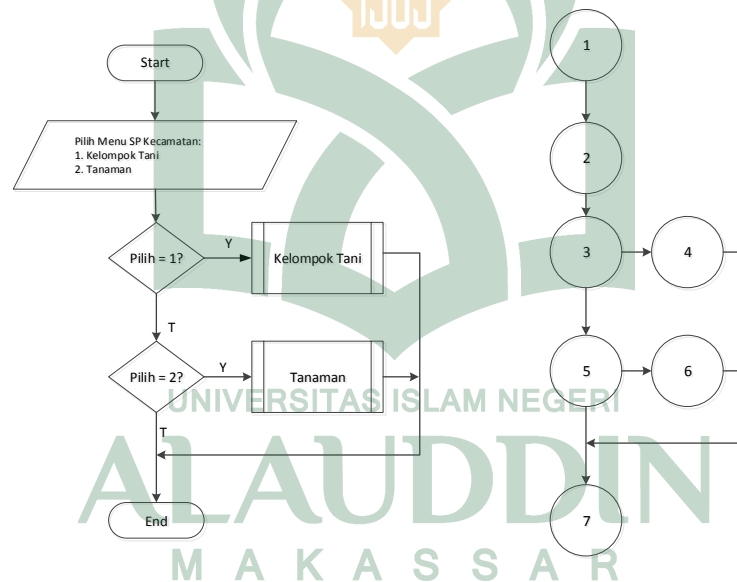 1965
Start
Pilih Menu SP Kecamatan:
1. Kelompok Tani
2. Tanaman
Pilih = 1?
Y
Kelompok Tani
T
Pilih = 2?
Y
Tanaman
T
End
1
2
3
4
5
6
7
UNIVERSITAS ISLAM NEGERI
ALAUDDIN
MAKASSAR